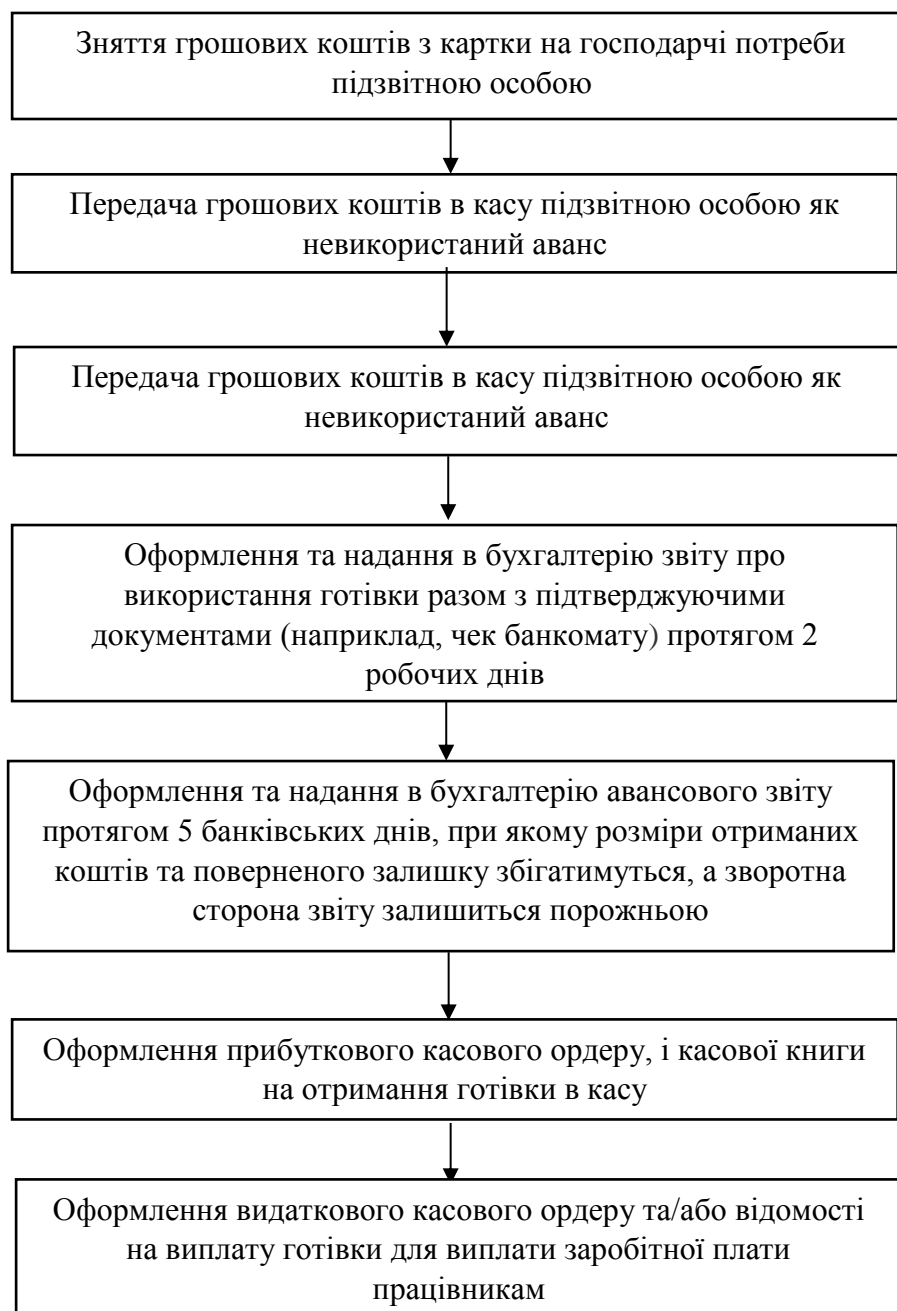 Зняття грошових коштів з картки на господарчі потреби
підзвітною особою
Передача грошових коштів в касу підзвітною особою як
невикористаний аванс
Передача грошових коштів в касу підзвітною особою як
невикористаний аванс
Оформлення та надання в бухгалтерію звіту про
використання готівки разом з підтверджуючими
документами (наприклад, чек банкомату) протягом 2
робочих днів
Оформлення та надання в бухгалтерію авансового звіту
протягом 5 банківських днів, при якому розміри отриманих
коштів та поверненого залишку збігатимуться, а зворотна
сторона звіту залишиться порожньою
Оформлення прибуткового касового ордеру, і касової книги
на отримання готівки в касу
Оформлення видаткового касового ордеру та/або відомості
на виплату готівки для виплати заробітної плати
працівникам